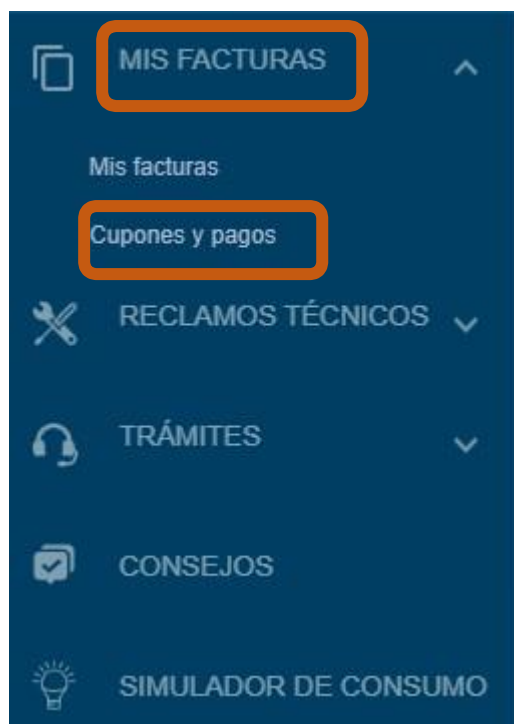 MIS FACTURAS
Mis facturas
Cupones y pagos
RECLAMOS TÉCNICOS
TRÁMITES
CONSEJOS
SIMULADOR DE CONSUMO